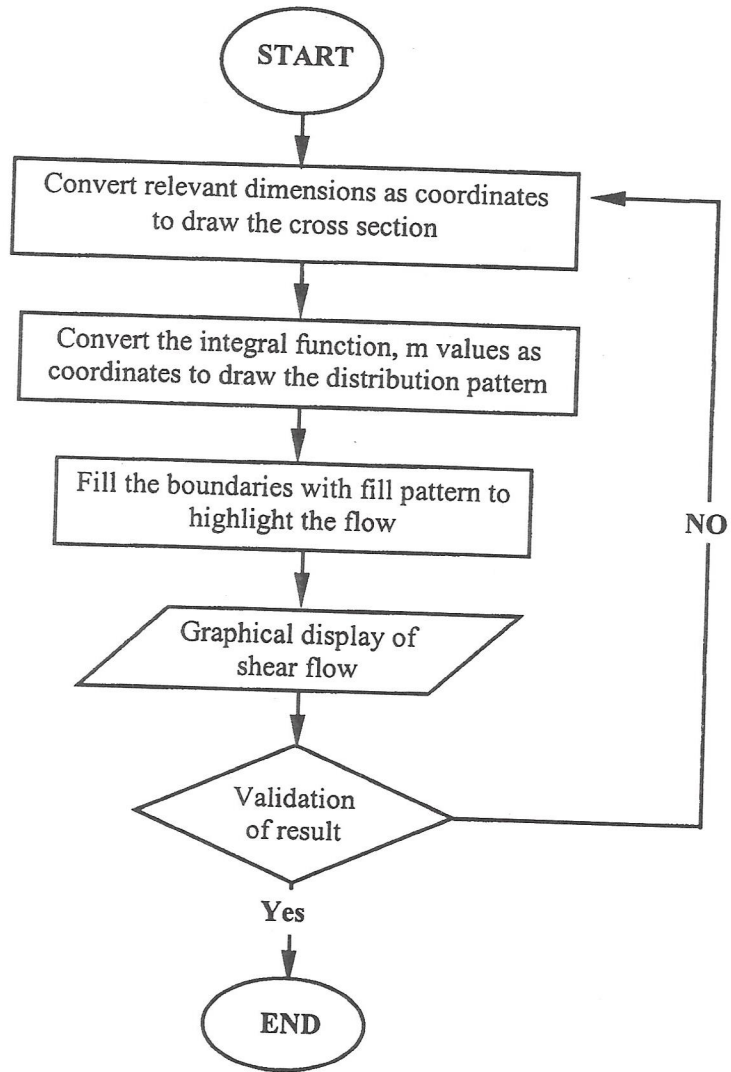 START
Convert relevant dimensions as coordinates
to draw the cross section
Convert the integral function, m values as
coordinates to draw the distribution pattern
Fill the boundaries with fill pattern to
highlight the flow
NO
Graphical display of
shear flow
Validation
of result
Yes
END